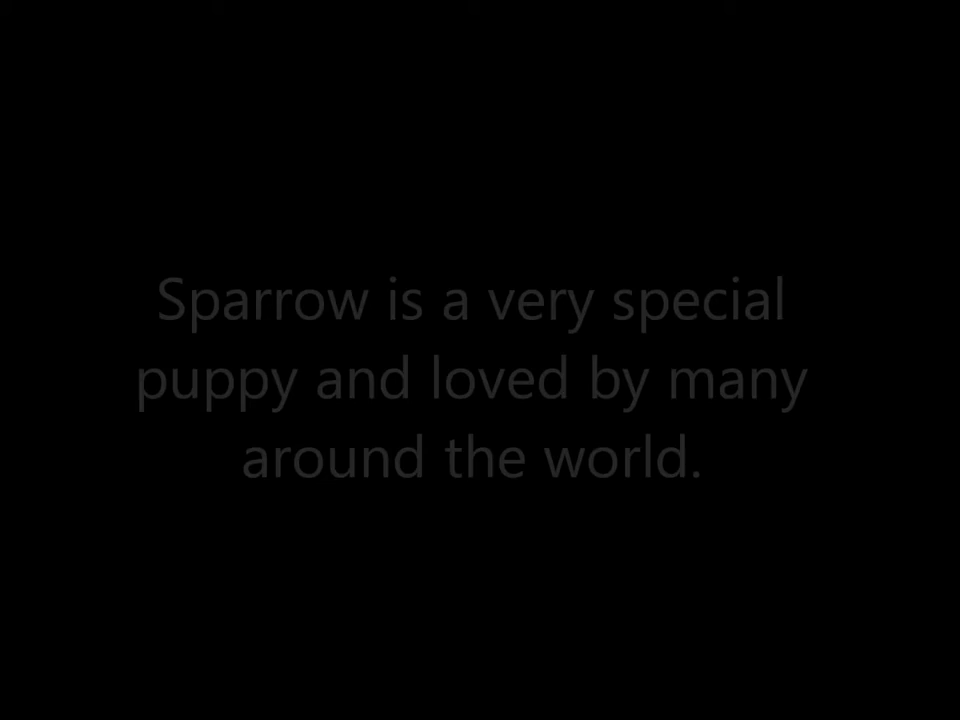 Sparrow is a very special
puppy and loved by many
around the world.